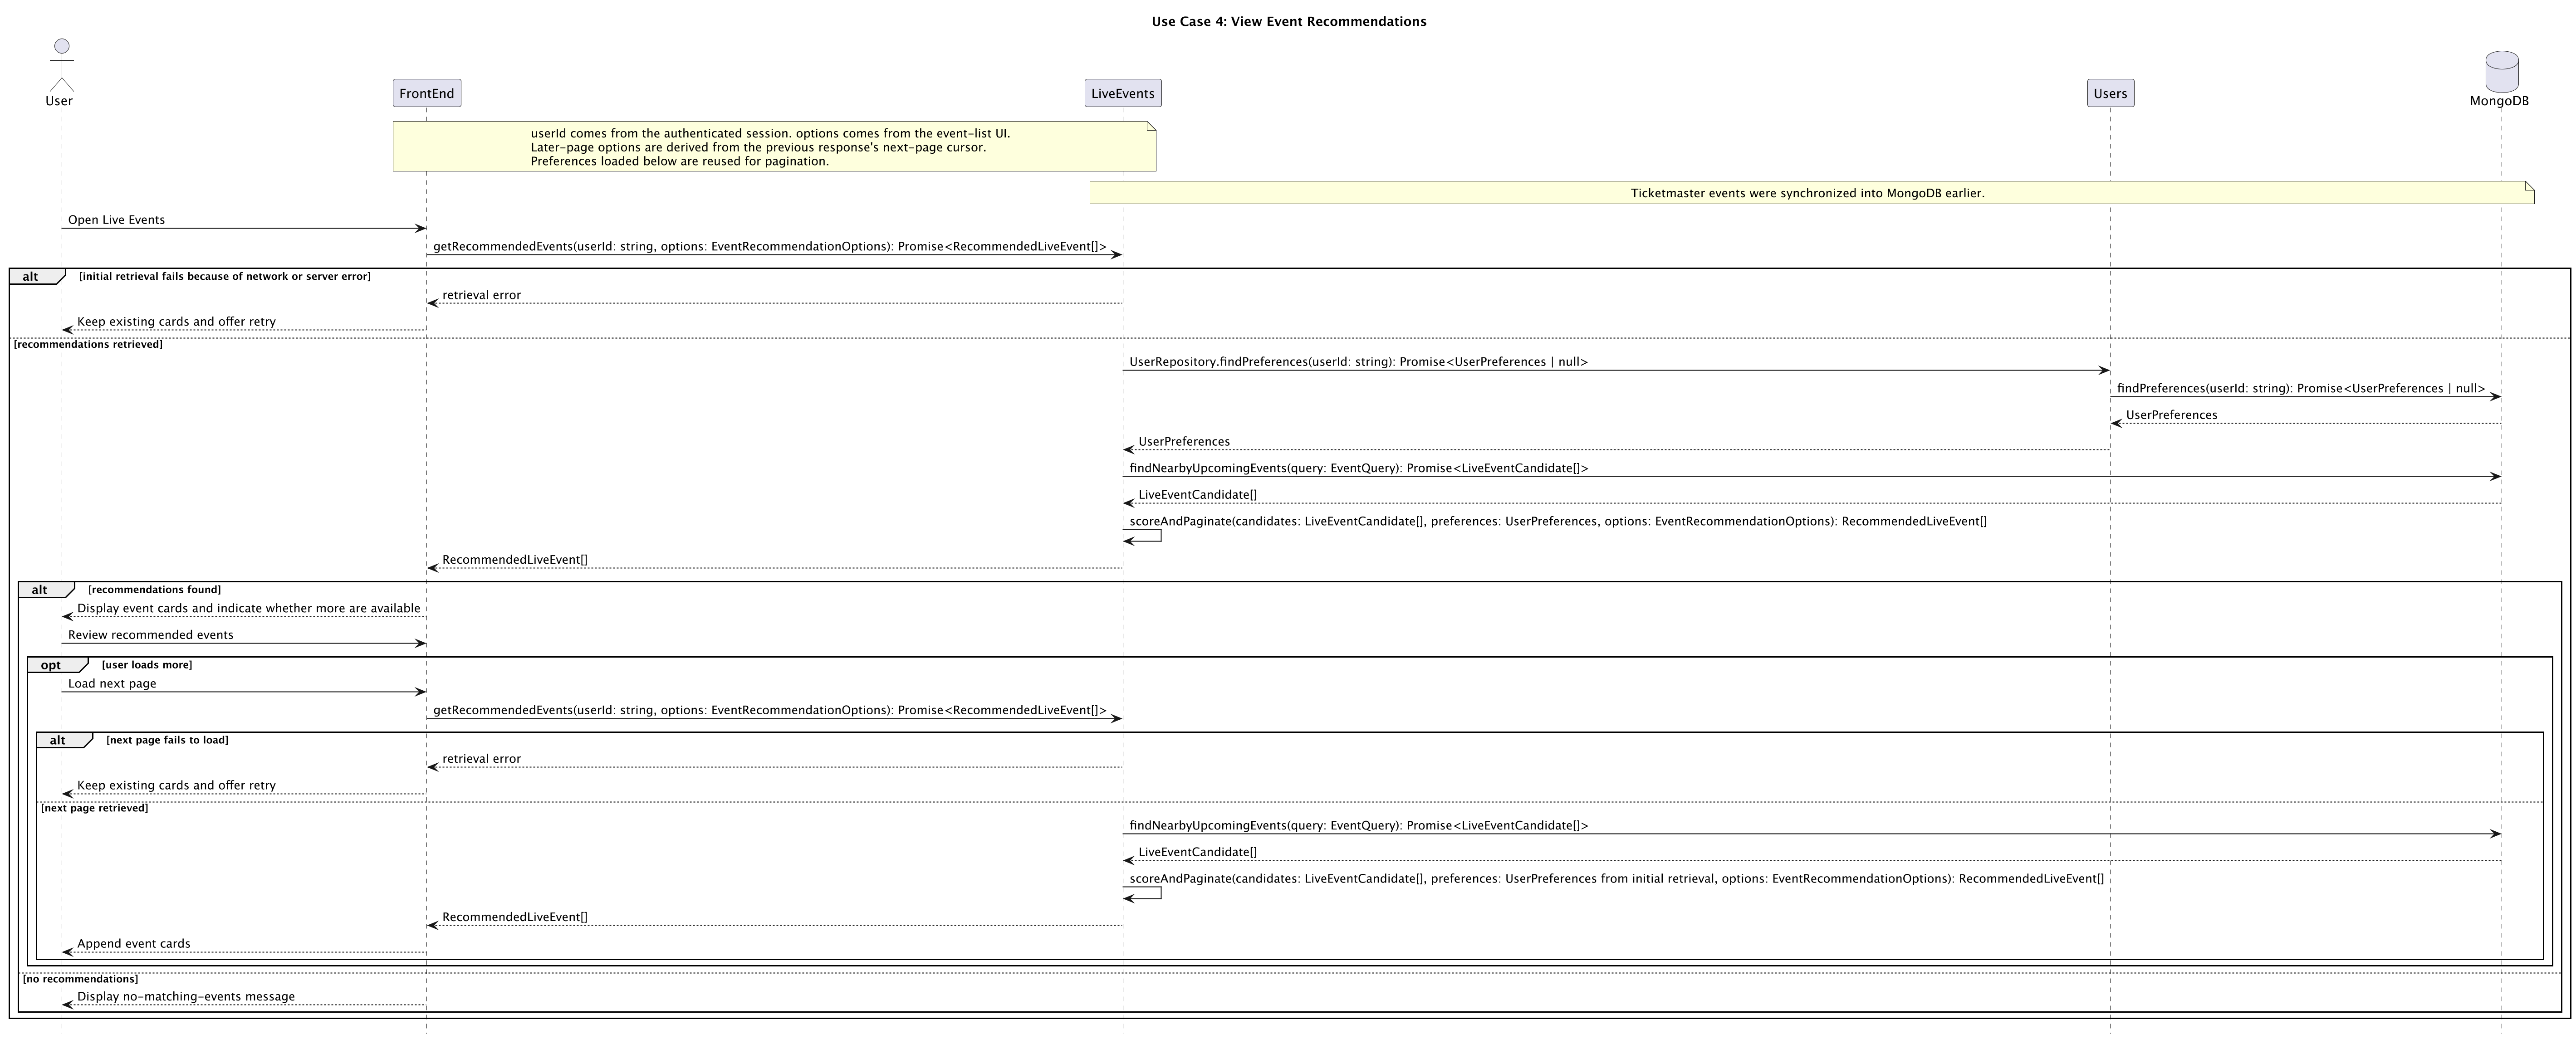 Use Case 4: View Event Recommendations
User
FrontEnd
LiveEvents
Users
MongoDB
userId comes from the authenticated session. options comes from the event-list UI.
Later-page options are derived from the previous response's next-page cursor.
Preferences loaded below are reused for pagination.
Ticketmaster events were synchronized into MongoDB earlier.
Open Live Events
getRecommendedEvents(userId: string, options: EventRecommendationOptions): Promise<RecommendedLiveEvent[]>
alt [initial retrieval fails because of network or server error]
retrieval error
Keep existing cards and offer retry
[recommendations retrieved]
UserRepository.findPreferences(userId: string): Promise<UserPreferences | null>
findPreferences(userId: string): Promise<UserPreferences | null>
UserPreferences
UserPreferences
findNearbyUpcomingEvents(query: EventQuery): Promise<LiveEventCandidate[]>
LiveEventCandidate[]
scoreAndPaginate(candidates: LiveEventCandidate[], preferences: UserPreferences, options: EventRecommendationOptions): RecommendedLiveEvent[]
RecommendedLiveEvent[]
alt [recommendations found]
Display event cards and indicate whether more are available
Review recommended events
opt [user loads more]
Load next page
getRecommendedEvents(userId: string, options: EventRecommendationOptions): Promise<RecommendedLiveEvent[]>
alt [next page fails to load]
retrieval error
Keep existing cards and offer retry
[next page retrieved]
findNearbyUpcomingEvents(query: EventQuery): Promise<LiveEventCandidate[]>
LiveEventCandidate[]
scoreAndPaginate(candidates: LiveEventCandidate[], preferences: UserPreferences from initial retrieval, options: EventRecommendationOptions): RecommendedLiveEvent[]
RecommendedLiveEvent[]
Append event cards
[no recommendations]
Display no-matching-events message